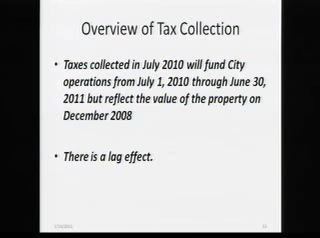 Overview of Tax Collection
• Taxes collected in July 2010 will fund City
operations from July 1, 2010 through June 30,
2011 but reflect the value of the property on
December 2008
• There is a lag effect.